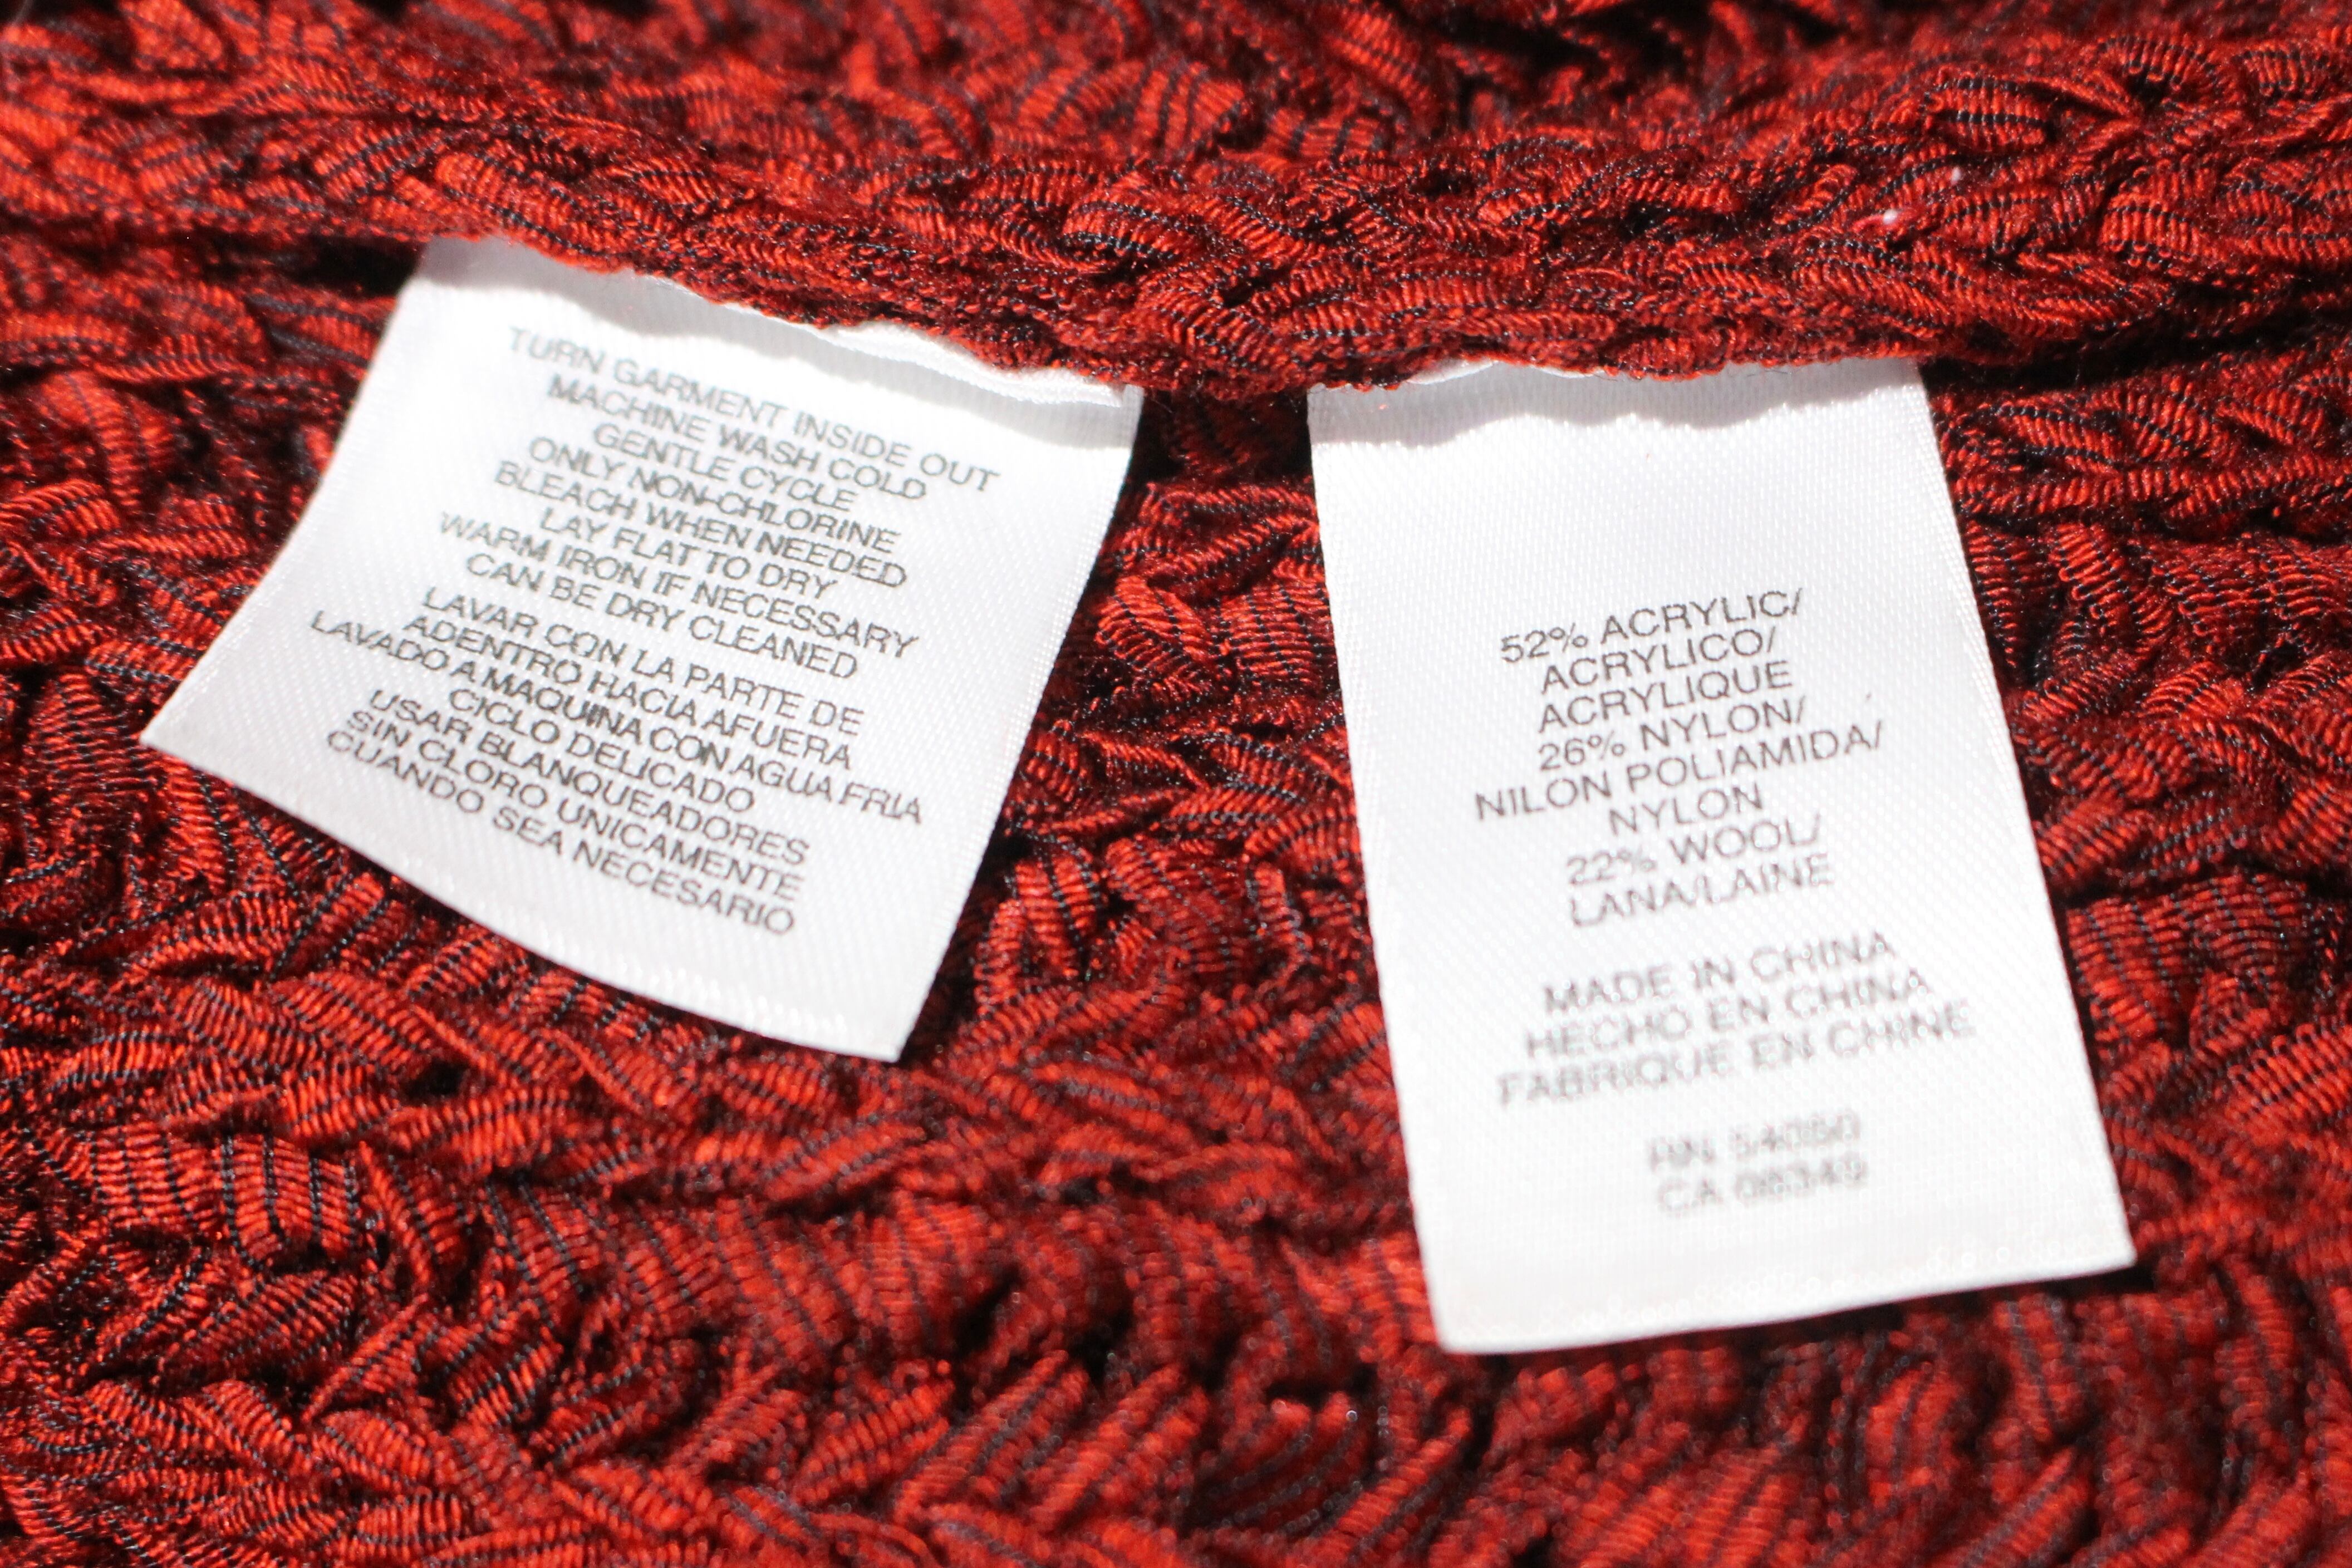 TURN GARMENT INSIDE OUT
MACHINE WASH COLD
GENTLE CYCLE
ONLY NON-CHLORINE
BLEACH WHEN NEEDED
LAY FLAT TO DRY
WARM IRON IF NECESSARY
CAN BE DRY CLEANED
LAVAR CON LA PARTE DE
ADENTRO HACIA AFUERA
LAVADO A MAQUINA CON AGUA FRIA
CICLO DELICADO
USAR BLANQUEADORES
SIN CLORO UNICAMENTE
CUANDO SEA NECESARIO
52% ACRYLIC/
ACRYLICO/
ACRYLIQUE
26% NYLON/
NILON POLIAMIDA/
NYLON
22% WOOL/
LANA/LAINE
MADE IN CHINA
HECHO EN CHINA
FABRIQUE EN CHINE
RN
CA